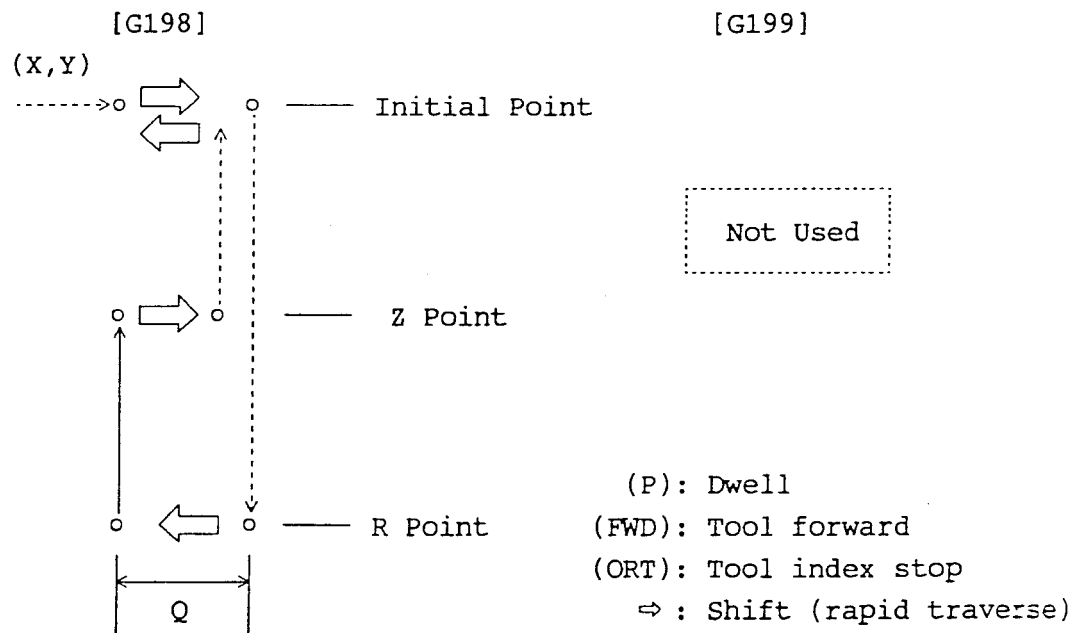 [G198]
[G199]
(X,Y)
Initial Point
Not Used
Z Point
R Point
Q
(P): Dwell
(FWD): Tool forward
(ORT): Tool index stop
⇨: Shift (rapid traverse)